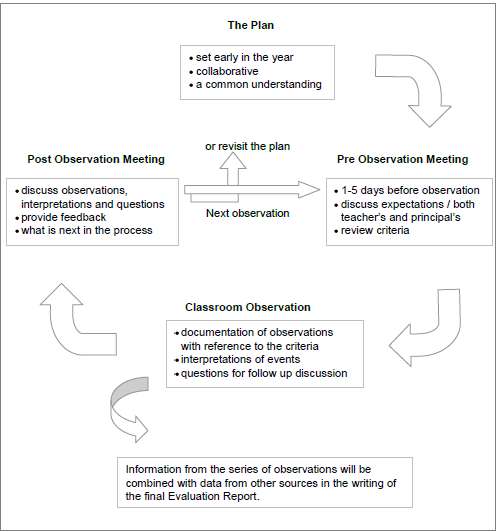 The Plan
• set early in the year
• collaborative
• a common understanding
or revisit the plan
Post Observation Meeting
• discuss observations,
interpretations and questions
• provide feedback
• what is next in the process
Next observation
Pre Observation Meeting
• 1-5 days before observation
• discuss expectations / both
teacher's and principal's
• review criteria
Classroom Observation
• documentation of observations
with reference to the criteria
• interpretations of events
• questions for follow up discussion
Information from the series of observations will be
combined with data from other sources in the writing of
the final Evaluation Report.